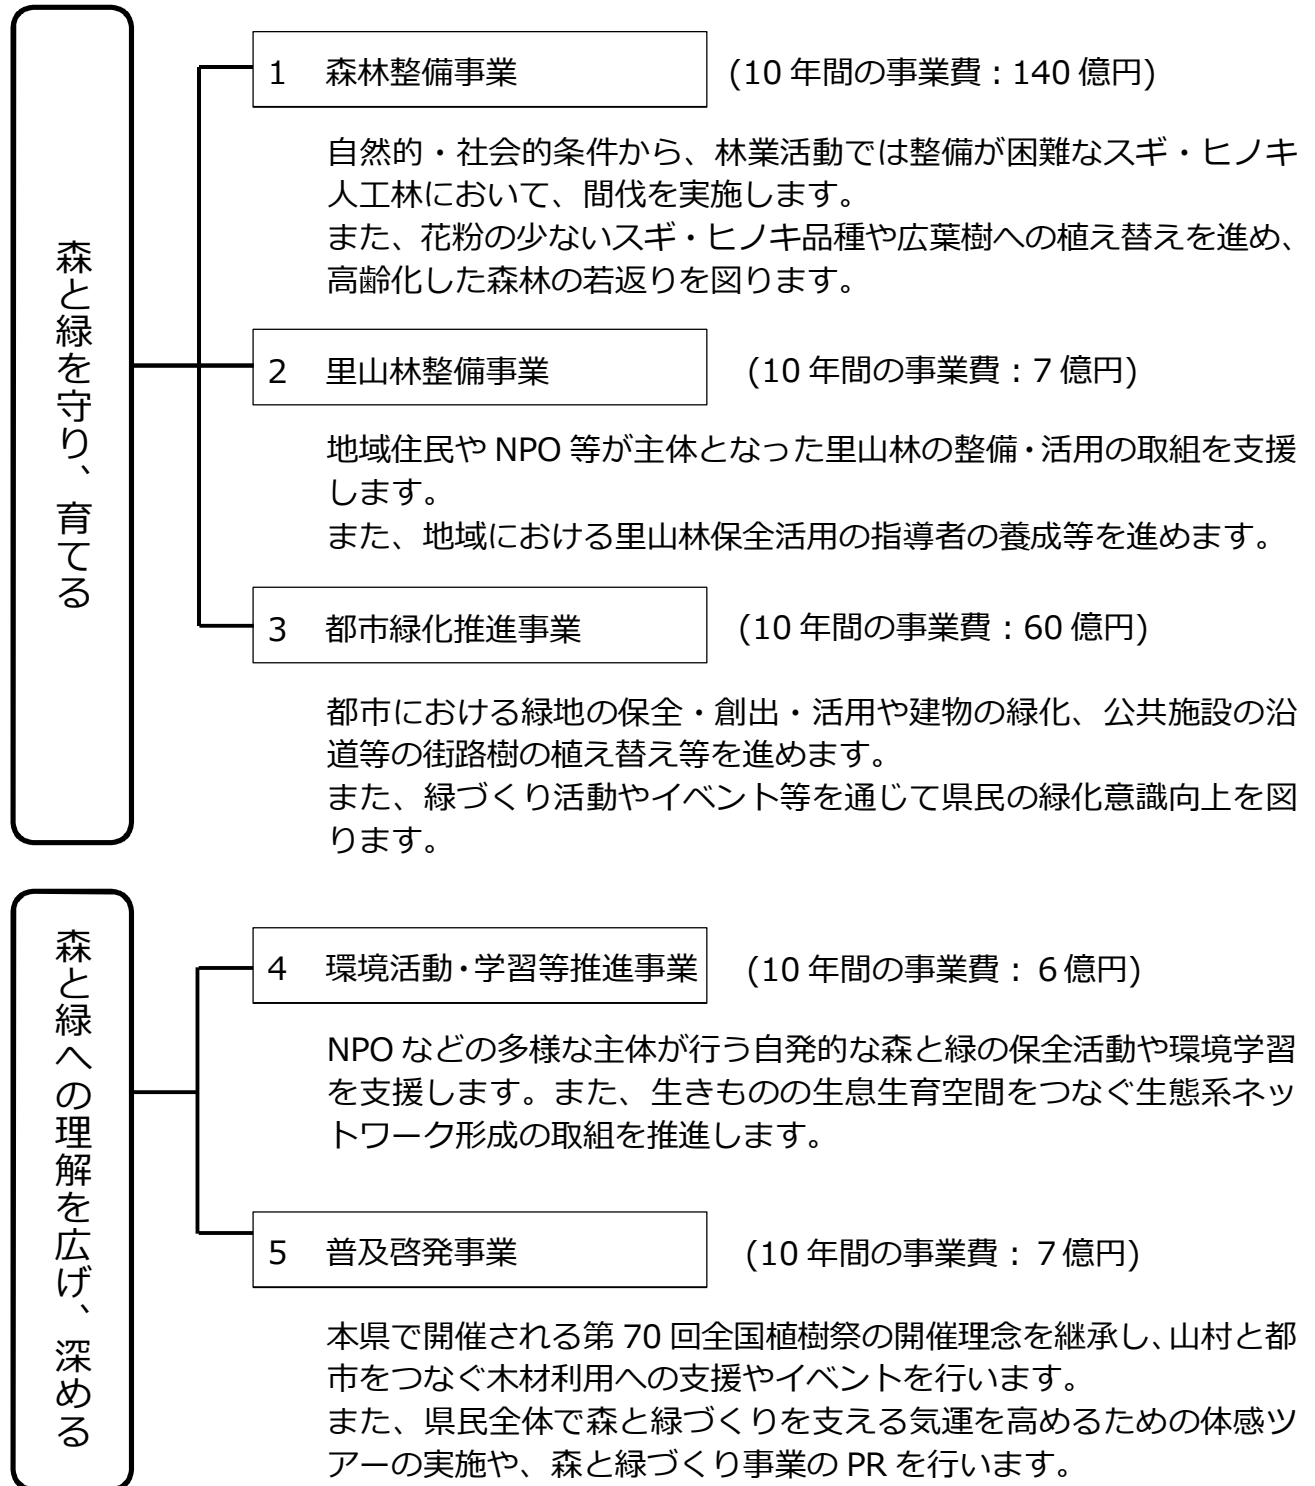 森と緑を守り、育てる
1 森林整備事業 (10 年間の事業費：140 億円)
自然的・社会的条件から、林業活動では整備が困難なスギ・ヒノキ
人工林において、間伐を実施します。
また、花粉の少ないスギ・ヒノキ品種や広葉樹への植え替えを進め、
高齢化した森林の若返りを図ります。
2 里山林整備事業 (10 年間の事業費：７億円)
地域住民や NPO 等が主体となった里山林の整備・活用の取組を支援
します。
また、地域における里山林保全活用の指導者の養成等を進めます。
3 都市緑化推進事業 (10 年間の事業費：60 億円)
都市における緑地の保全・創出・活用や建物の緑化、公共施設の沿
道等の街路樹の植え替え等を進めます。
また、緑づくり活動やイベント等を通じて県民の緑化意識向上を図
ります。
森と緑への理解を広げ、深める
4 環境活動・学習等推進事業 (10 年間の事業費：６億円)
NPO などの多様な主体が行う自発的な森と緑の保全活動や環境学習
を支援します。また、生きものの生息生育空間をつなぐ生態系ネッ
トワーク形成の取組を推進します。
5 普及啓発事業 (10 年間の事業費：７億円)
本県で開催される第 70 回全国植樹祭の開催理念を継承し、山村と都
市をつなぐ木材利用への支援やイベントを行います。
また、県民全体で森と緑づくりを支える気運を高めるための体感ツ
アーの実施や、森と緑づくり事業の PR を行います。